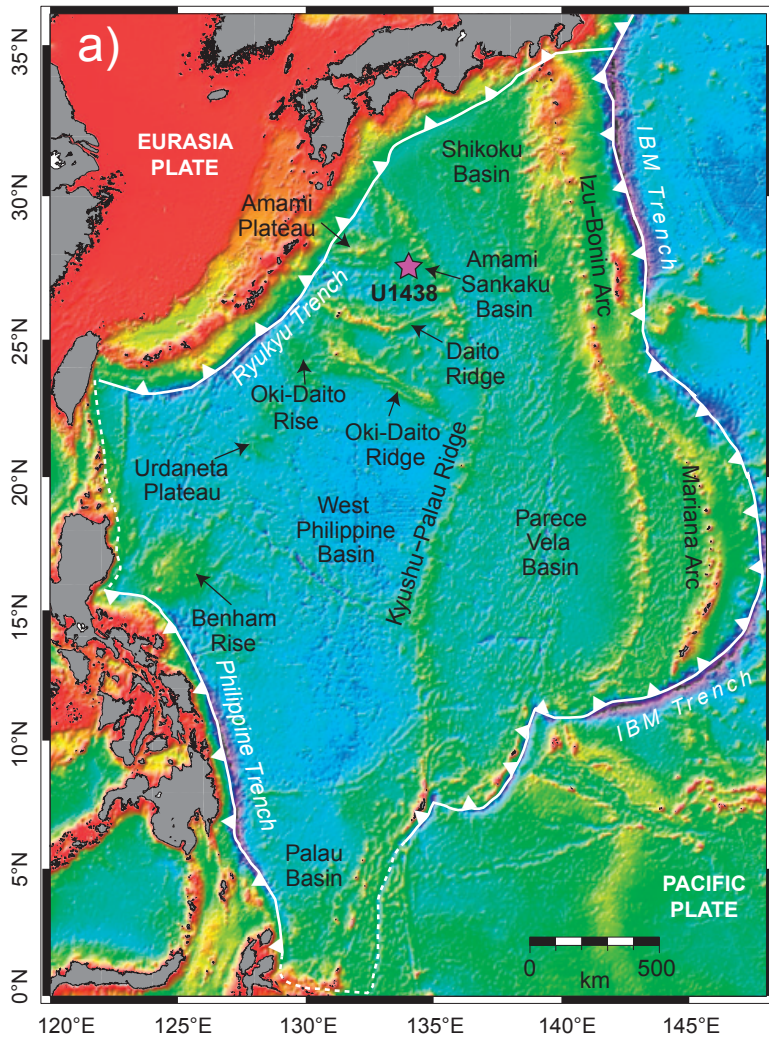 a)
35°N
30°N
25°N
20°N
15°N
10°N
5°N
0°N
EURASIA
PLATE
Shikoku
Basin
IBM Trench
Izu–Bonin Arc
Amami
Plateau
U1438
Amami
Sankaku
Basin
Ryukyu Trench
Daito
Ridge
Oki-Daito
Rise
Oki-Daito
Ridge
Urdaneta
Plateau
West
Philippine
Basin
Kyushu–Palau Ridge
Parece
Vela
Basin
Mariana Arc
Benham
Rise
Philippine Trench
IBM Trench
Palau
Basin
PACIFIC
PLATE
0 500
km
120°E 125°E 130°E 135°E 140°E 145°E